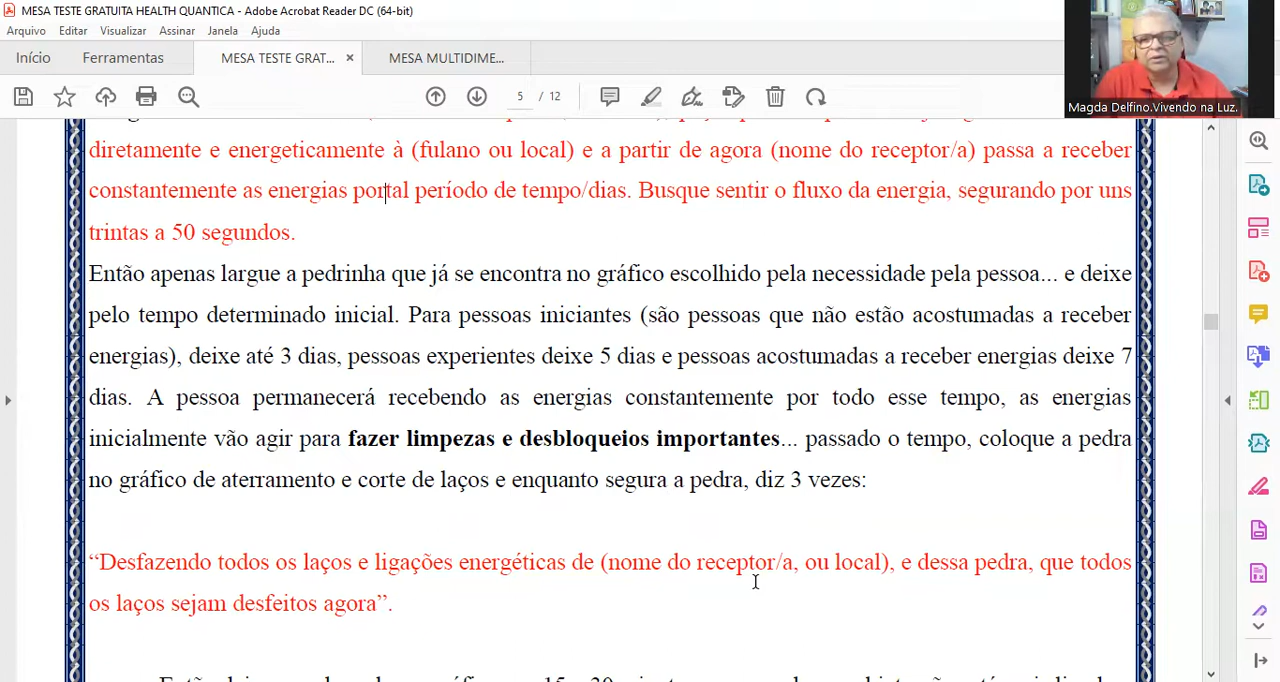 MESA TESTE GRATUITA HEALTH QUANTICA - Adobe Acrobat Reader DC (64-bit)
Arquivo Editar Visualizar Assinar Janela Ajuda
Início Ferramentas MESA TESTE GRAT... × MESA MULTIDIME...
5 / 12
Magda Delfino.Vivendo na Luz.
diretamente e energeticamente à (fulano ou local) e a partir de agora (nome do receptor/a) passa a receber
constantemente as energias portal período de tempo/dias. Busque sentir o fluxo da energia, segurando por uns
trintas a 50 segundos.
Então apenas largue a pedrinha que já se encontra no gráfico escolhido pela necessidade pela pessoa... e deixe
pelo tempo determinado inicial. Para pessoas iniciantes (são pessoas que não estão acostumadas a receber
energias), deixe até 3 dias, pessoas experientes deixe 5 dias e pessoas acostumadas a receber energias deixe 7
dias. A pessoa permanecerá recebendo as energias constantemente por todo esse tempo, as energias
inicialmente vão agir para fazer limpezas e desbloqueios importantes... passado o tempo, coloque a pedra
no gráfico de aterramento e corte de laços e enquanto segura a pedra, diz 3 vezes:
“Desfazendo todos os laços e ligações energéticas de (nome do receptor/a, ou local), e dessa pedra, que todos
os laços sejam desfeitos agora”.